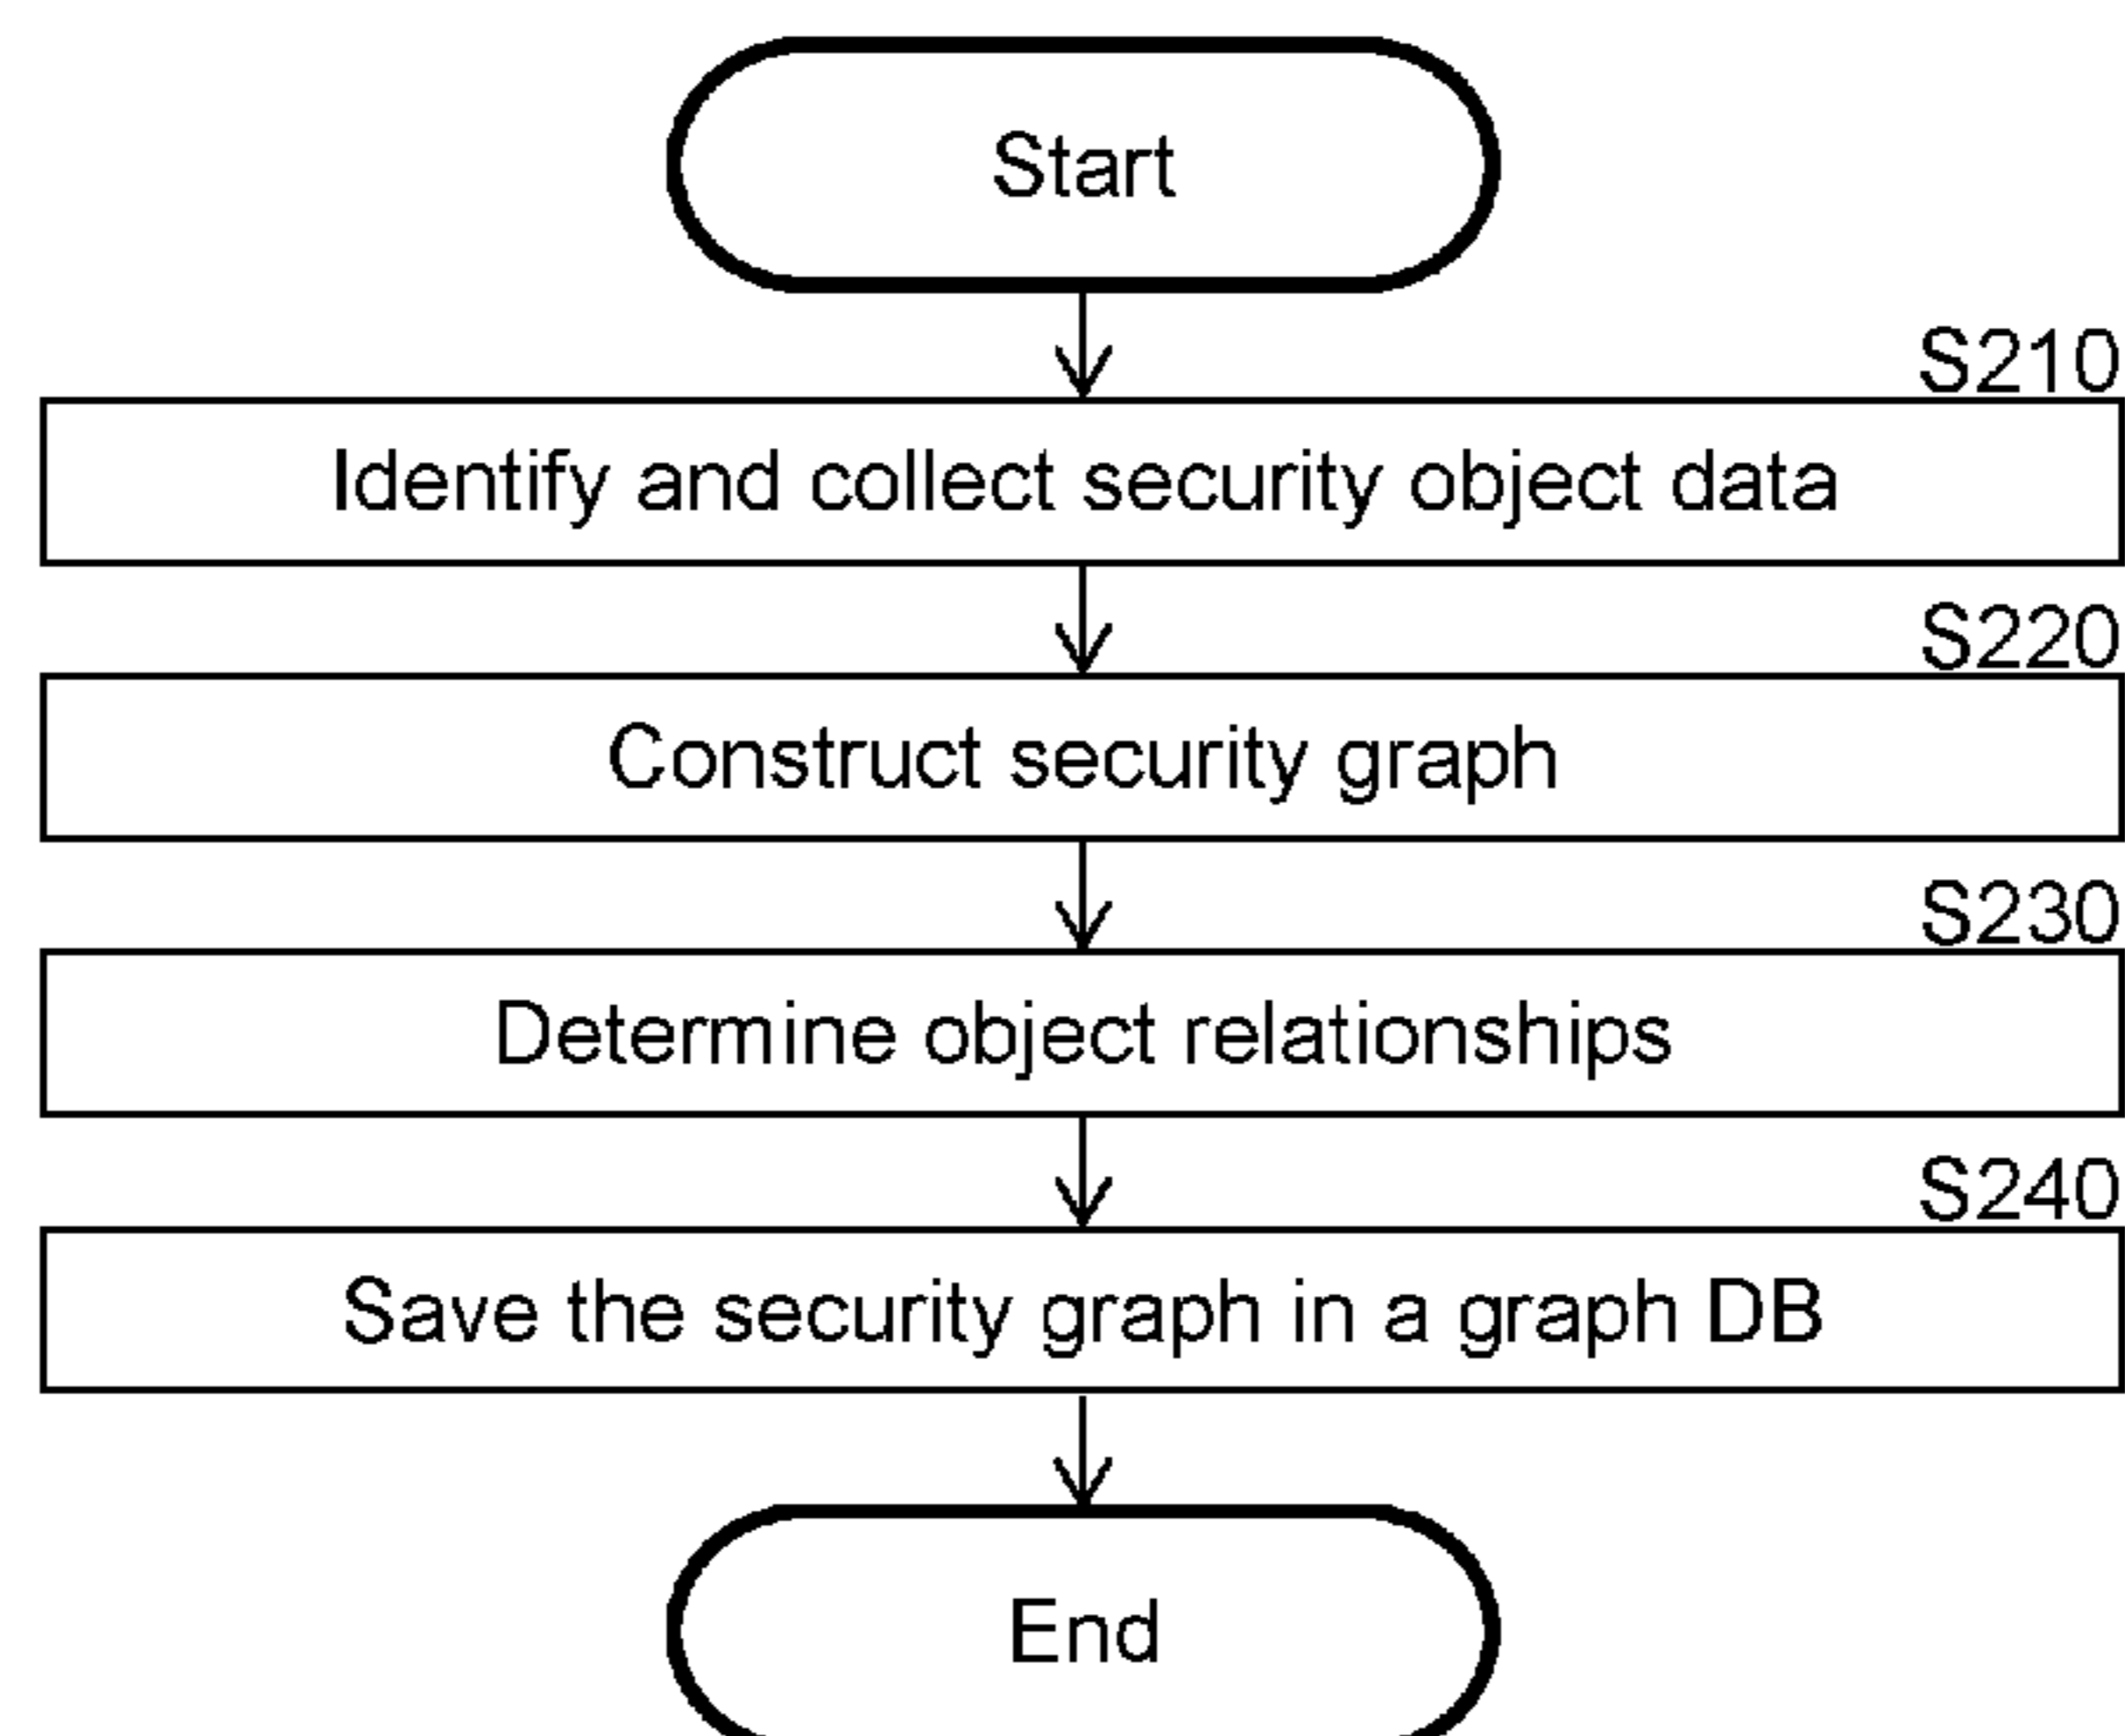 Start
S210
Identify and collect security object data
S220
Construct security graph
S230
Determine object relationships
S240
Save the security graph in a graph DB
End